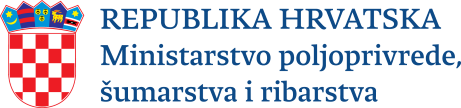 REPUBLIKA HRVATSKA
Ministarstvo poljoprivrede,
šumarstva i ribarstva